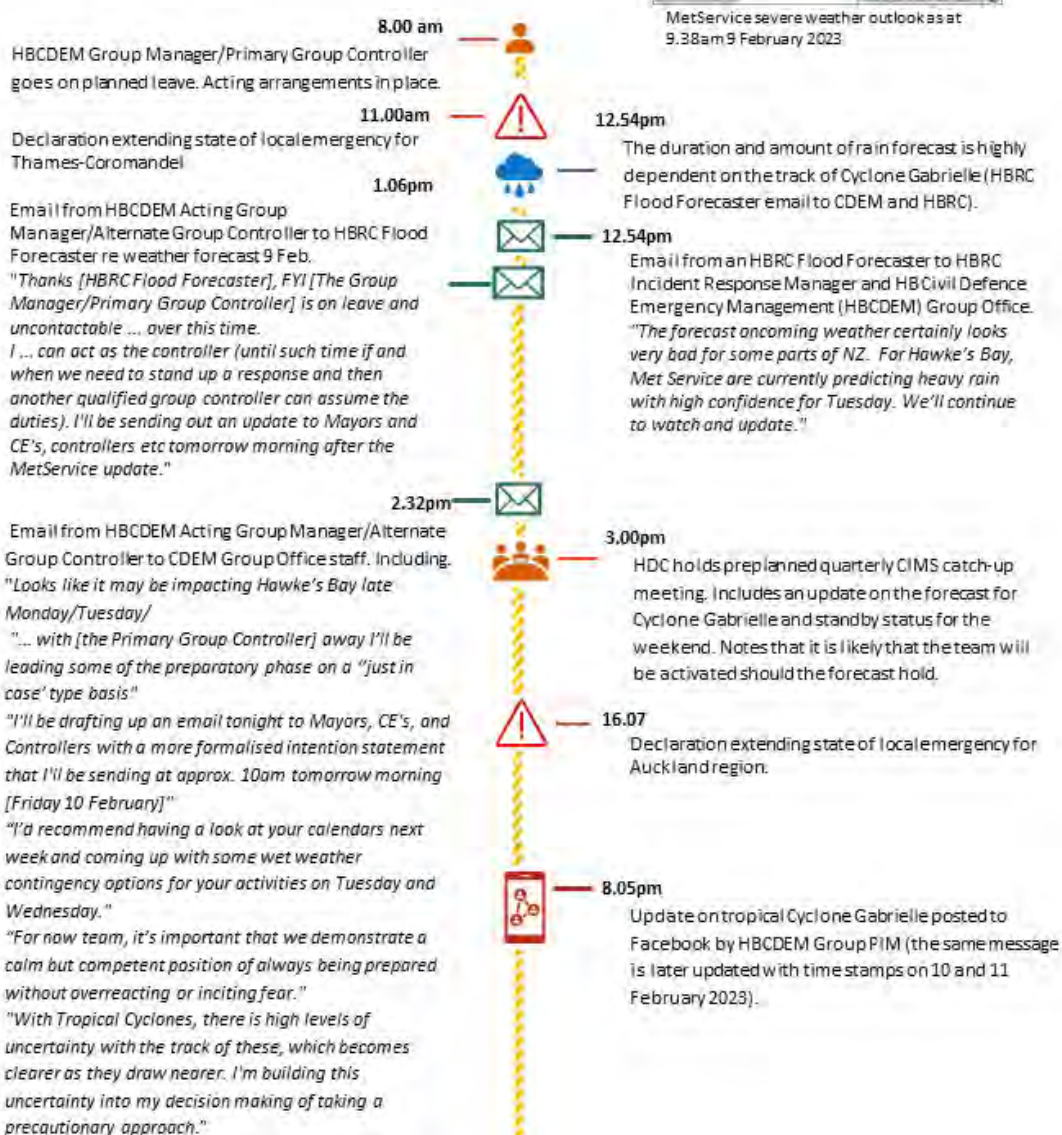 MetService severe weather outlook as at
9.38am 9 February 2023
8.00 am
HBCDEM Group Manager/Primary Group Controller
goes on planned leave. Acting arrangements in place.
11.00am
Declaration extending state of local emergency for
Thames-Coromandel
12.54pm
The duration and amount of rain forecast is highly
dependent on the track of Cyclone Gabrielle (HBRC
Flood Forecaster email to CDEM and HBRC).
12.54pm
Email from an HBRC Flood Forecaster to HBRC
Incident Response Manager and HB Civil Defence
Emergency Management (HBCDEM) Group Office.
"The forecast oncoming weather certainly looks
very bad for some parts of NZ. For Hawke's Bay,
Met Service are currently predicting heavy rain
with high confidence for Tuesday. We'll continue
to watch and update."
1.06pm
Email from HBCDEM Acting Group
Manager/Alternate Group Controller to HBRC Flood
Forecaster re weather forecast 9 Feb.
"Thanks [HBRC Flood Forecaster], FYI [The Group
Manager/Primary Group Controller] is on leave and
uncontactable ... over this time.
I ... can act as the controller (until such time if and
when we need to stand up a response and then
another qualified group controller can assume the
duties). I'll be sending out an update to Mayors and
CE's, controllers etc tomorrow morning after the
MetService update."
2.32pm
Email from HBCDEM Acting Group Manager/Alternate
Group Controller to CDEM Group Office staff. Including.
"Looks like it may be impacting Hawke's Bay late
Monday/Tuesday/
"... with [the Primary Group Controller] away I'll be
leading some of the preparatory phase on a "just in
case' type basis"
"I'll be drafting up an email tonight to Mayors, CE's, and
Controllers with a more formalised intention statement
that I'll be sending at approx. 10am tomorrow morning
[Friday 10 February]"
"I'd recommend having a look at your calendars next
week and coming up with some wet weather
contingency options for your activities on Tuesday and
Wednesday."
"For now team, it's important that we demonstrate a
calm but competent position of always being prepared
without overreacting or inciting fear."
"With Tropical Cyclones, there is high levels of
uncertainty with the track of these, which becomes
clearer as they draw nearer. I'm building this
uncertainty into my decision making of taking a
precautionary approach."
3.00pm
HDC holds preplanned quarterly CIMS catch-up
meeting. Includes an update on the forecast for
Cyclone Gabrielle and standby status for the
weekend. Notes that it is likely that the team will
be activated should the forecast hold.
16.07
Declaration extending state of local emergency for
Auckland region.
8.05pm
Update on tropical Cyclone Gabrielle posted to
Facebook by HBCDEM Group PIM (the same message
is later updated with time stamps on 10 and 11
February 2023).